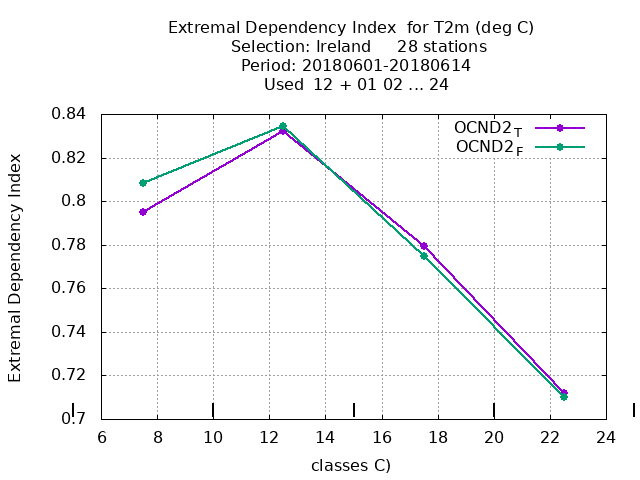 Extremal Dependency Index  for T2m (deg C)
Selection: Ireland     28 stations
Period: 20180601-20180614
Used  12 + 01 02 ... 24
OCND2T
OCND2F
Extremal Dependency Index
0.84
0.82
0.8
0.78
0.76
0.74
0.72
0.7
6 8 10 12 14 16 18 20 22 24
classes C)